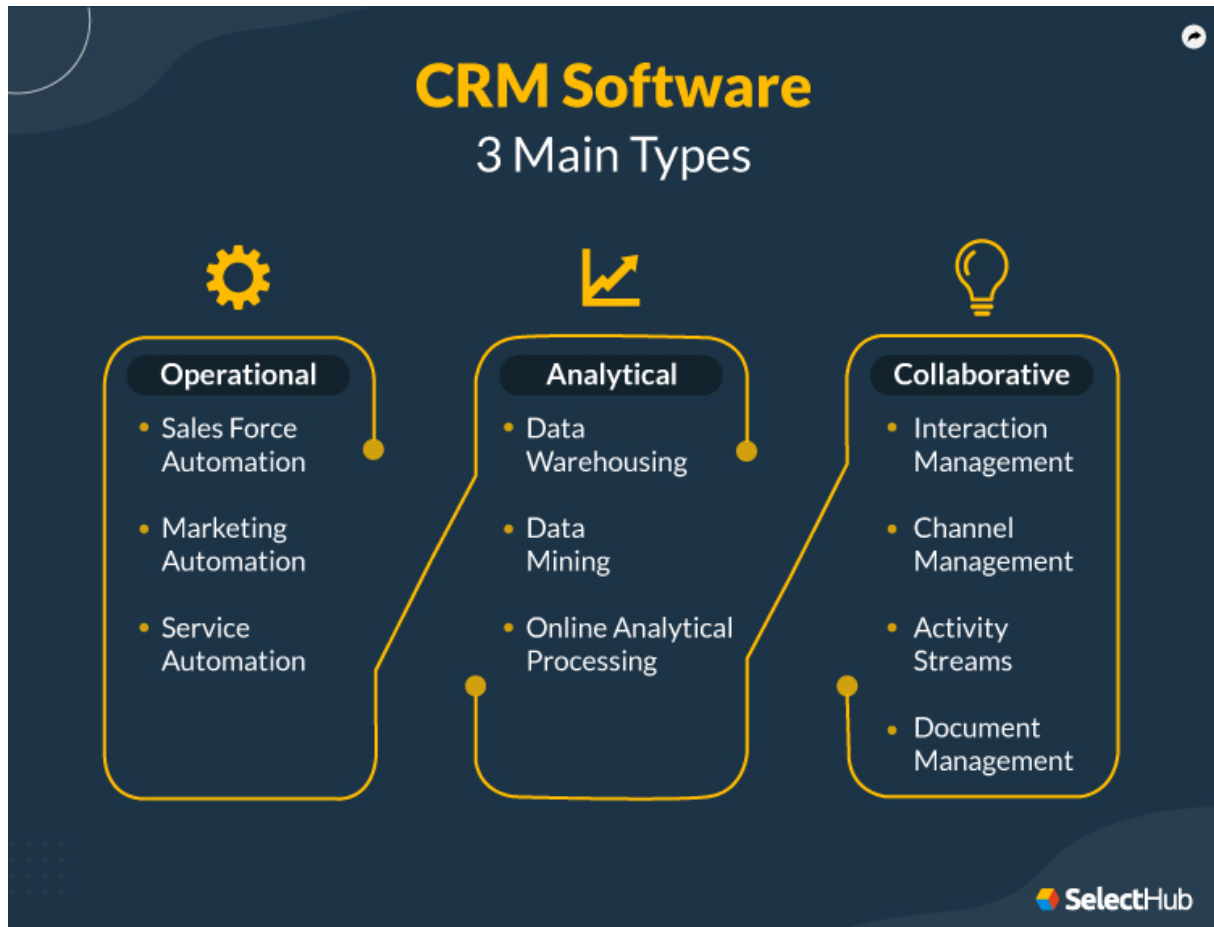 CRM Software
3 Main Types
Operational
Sales Force
Automation
Marketing
Automation
Service
Automation
Analytical
Data
Warehousing
Data
Mining
Online Analytical
Processing
Collaborative
Interaction
Management
Channel
Management
Activity
Streams
Document
Management
SelectHub